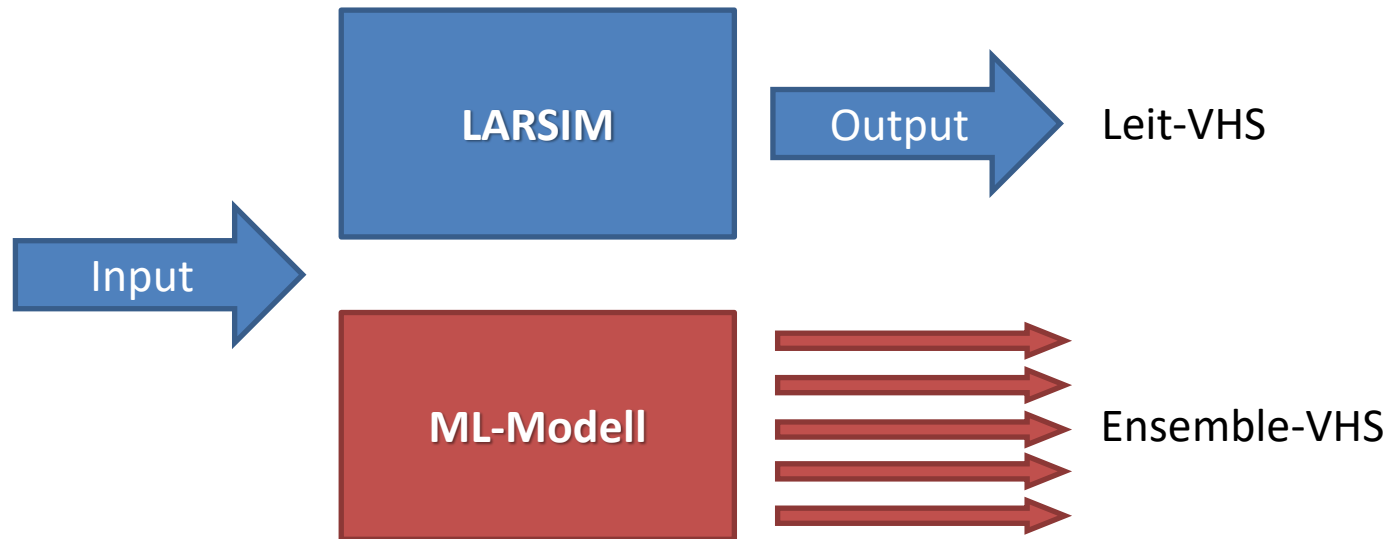 LARSIM
Output
Leit-VHS
Input
ML-Modell
Ensemble-VHS